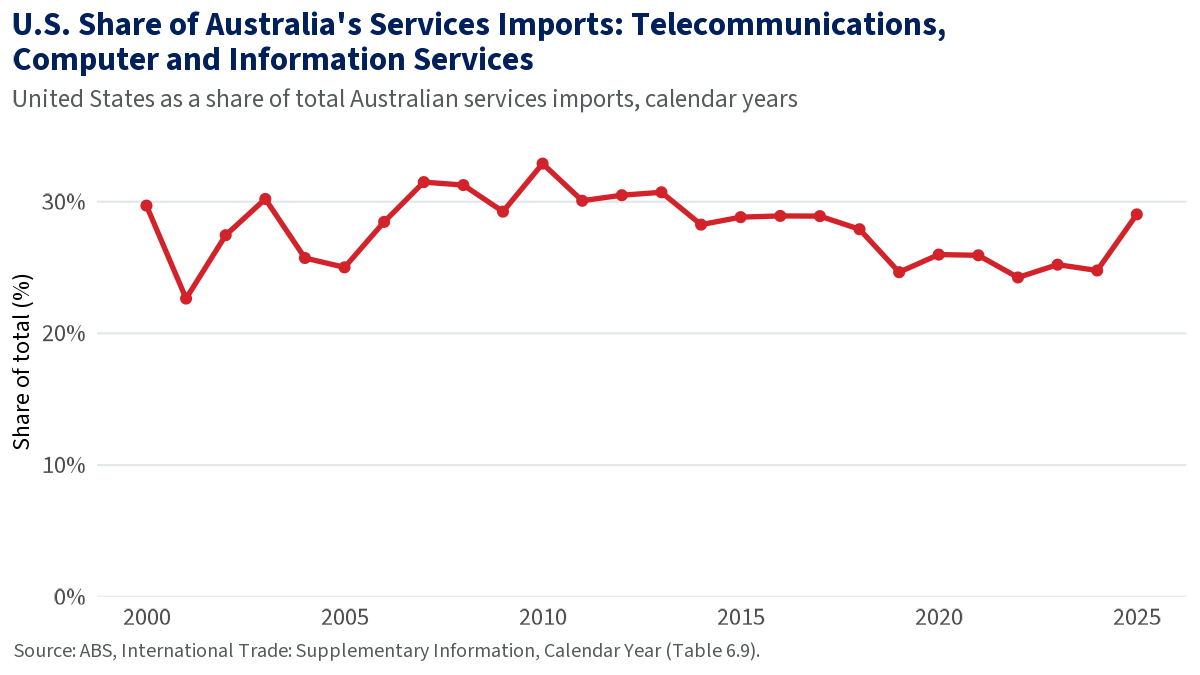 U.S. Share of Australia's Services Imports: Telecommunications,
Computer and Information Services
United States as a share of total Australian services imports, calendar years
Share of total (%)
30%
20%
10%
0%
2000 2005 2010 2015 2020 2025
Source: ABS, International Trade: Supplementary Information, Calendar Year (Table 6.9).